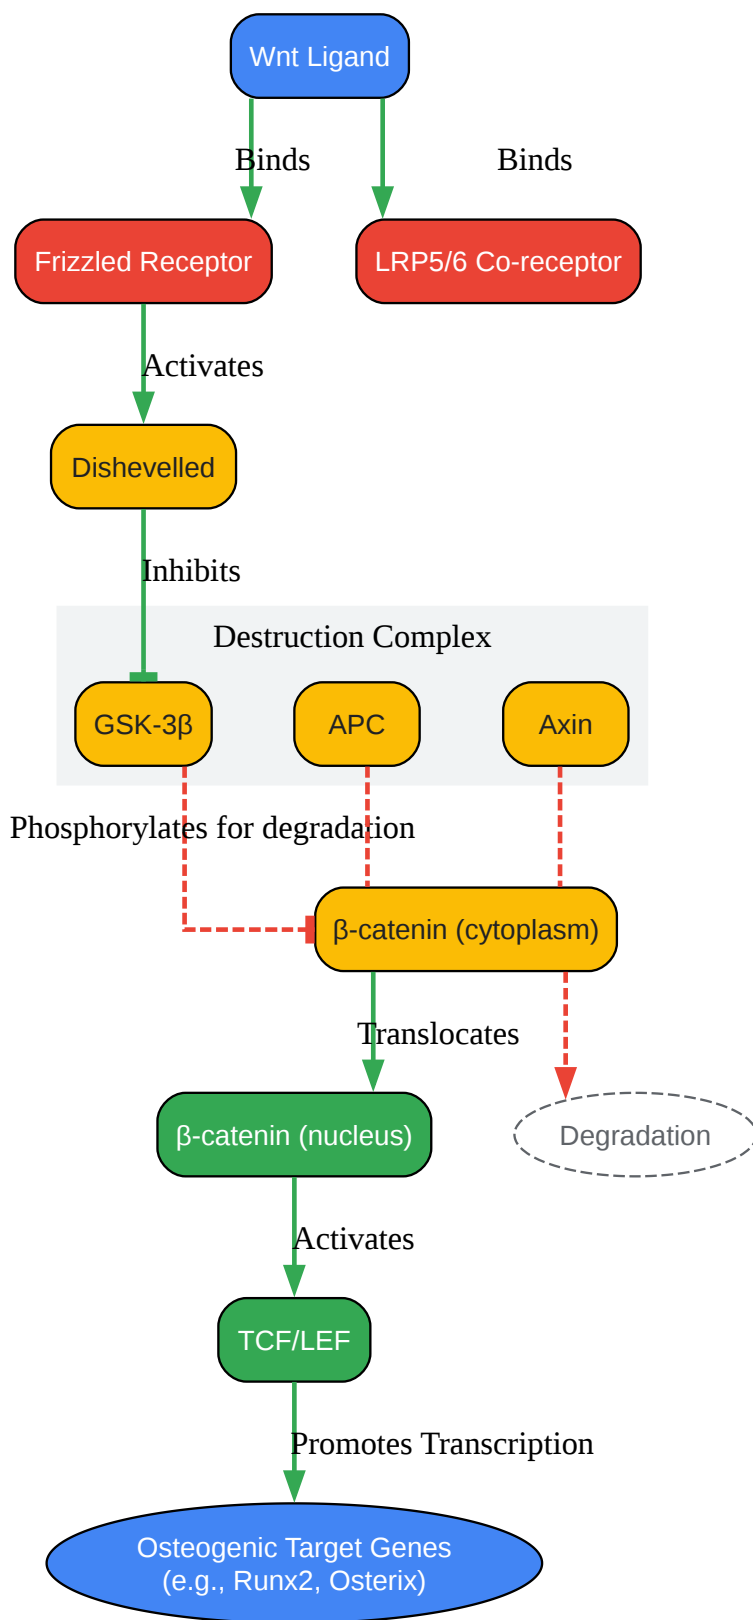 Wnt Ligand
Binds
Binds
Frizzled Receptor
LRP5/6 Co-receptor
Activates
Dishevelled
Inhibits
Destruction Complex
GSK-3β
APC
Axin
Phosphorylates for degradation
β-catenin (cytoplasm)
Translocates
β-catenin (nucleus)
Degradation
Activates
TCF/LEF
Promotes Transcription
Osteogenic Target Genes
(e.g., Runx2, Osterix)